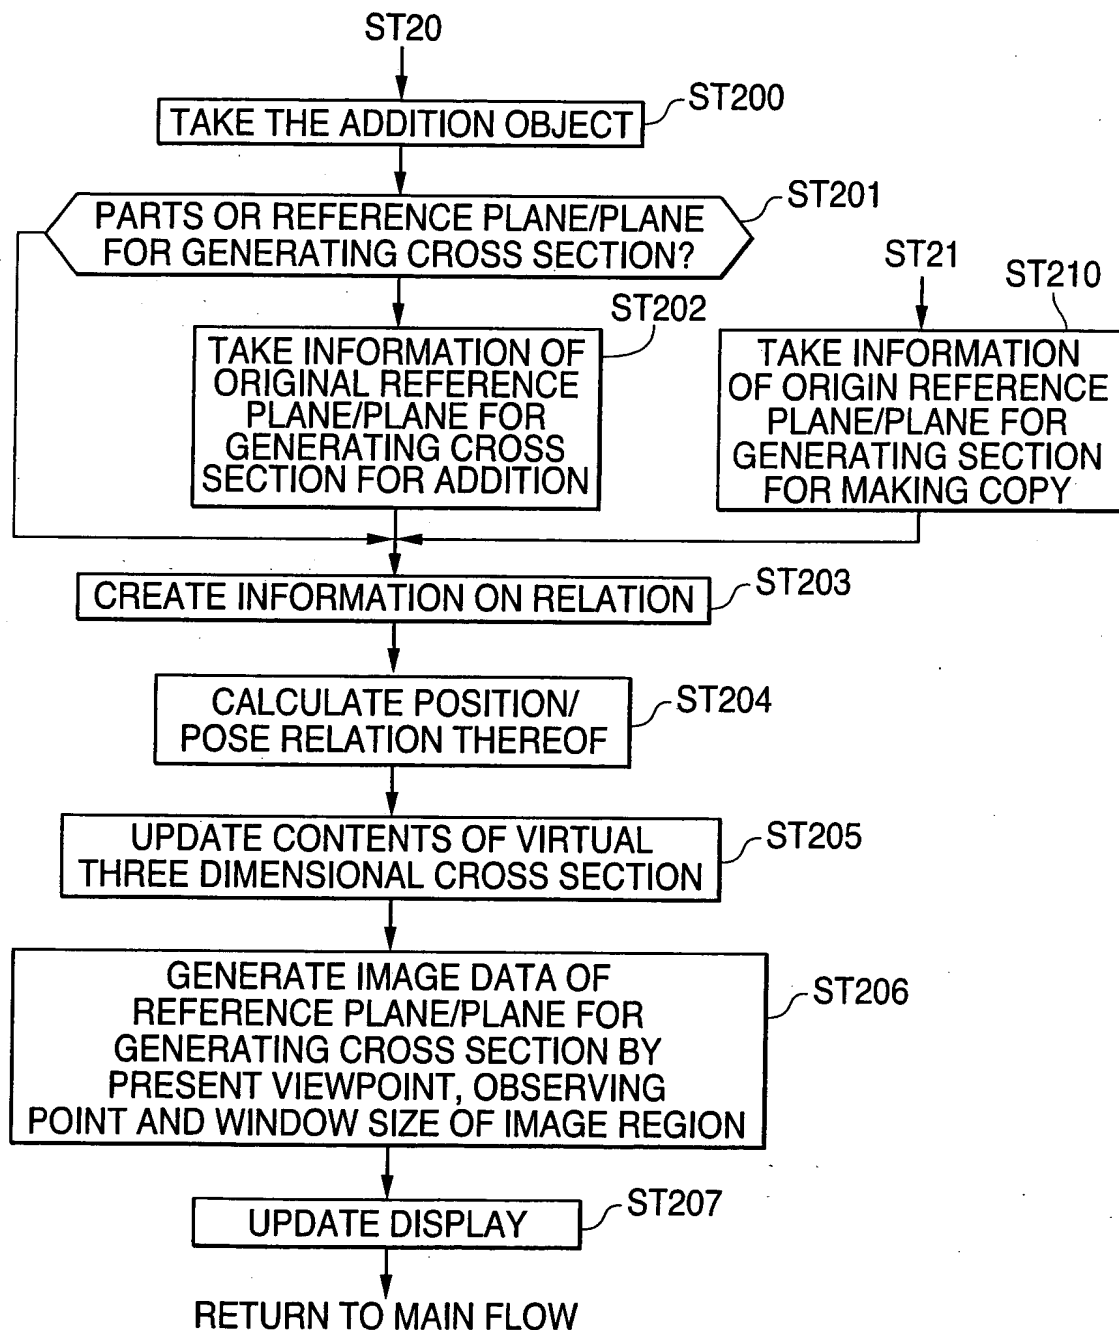 ST20
TAKE THE ADDITION OBJECT
ST200
PARTS OR REFERENCE PLANE/PLANE
FOR GENERATING CROSS SECTION?
ST201
ST202
TAKE INFORMATION OF
ORIGINAL REFERENCE
PLANE/PLANE FOR
GENERATING CROSS
SECTION FOR ADDITION
ST21
ST210
TAKE INFORMATION
OF ORIGIN REFERENCE
PLANE/PLANE FOR
GENERATING SECTION
FOR MAKING COPY
CREATE INFORMATION ON RELATION
ST203
CALCULATE POSITION/
POSE RELATION THEREOF
ST204
UPDATE CONTENTS OF VIRTUAL
THREE DIMENSIONAL CROSS SECTION
ST205
GENERATE IMAGE DATA OF
REFERENCE PLANE/PLANE FOR
GENERATING CROSS SECTION BY
PRESENT VIEWPOINT, OBSERVING
POINT AND WINDOW SIZE OF IMAGE REGION
ST206
UPDATE DISPLAY
ST207
RETURN TO MAIN FLOW